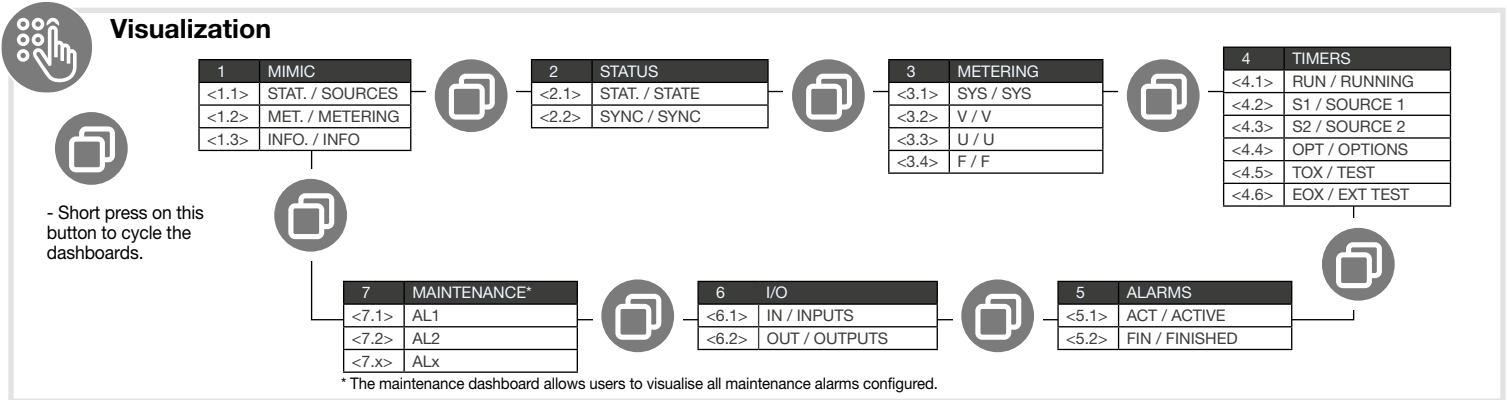 Visualization
- Short press on this
button to cycle the
dashboards.
1 MIMIC
<1.1> STAT. / SOURCES
<1.2> MET. / METERING
<1.3> INFO. / INFO
2 STATUS
<2.1> STAT. / STATE
<2.2> SYNC / SYNC
3 METERING
<3.1> SYS / SYS
<3.2> V / V
<3.3> U / U
<3.4> F / F
4 TIMERS
<4.1> RUN / RUNNING
<4.2> S1 / SOURCE 1
<4.3> S2 / SOURCE 2
<4.4> OPT / OPTIONS
<4.5> TOX / TEST
<4.6> EOX / EXT TEST
7 MAINTENANCE*
<7.1> AL1
<7.2> AL2
<7.x> ALx
6 I/O
<6.1> IN / INPUTS
<6.2> OUT / OUTPUTS
5 ALARMS
<5.1> ACT / ACTIVE
<5.2> FIN / FINISHED
* The maintenance dashboard allows users to visualise all maintenance alarms configured.